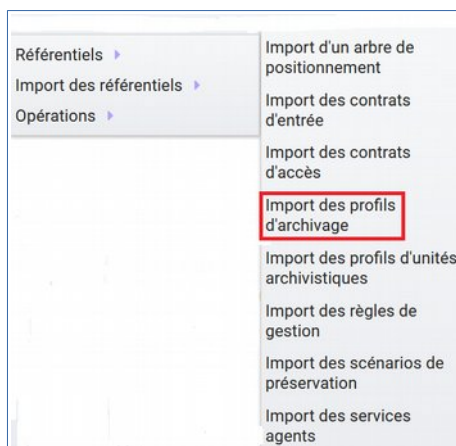 Référentiels
Import des référentiels
Opérations
Import d'un arbre de
positionnement
Import des contrats
d'entrée
Import des contrats
d'accès
Import des profils
d'archivage
Import des profils d'unités
archivistiques
Import des règles de
gestion
Import des scénarios de
préservation
Import des services
agents